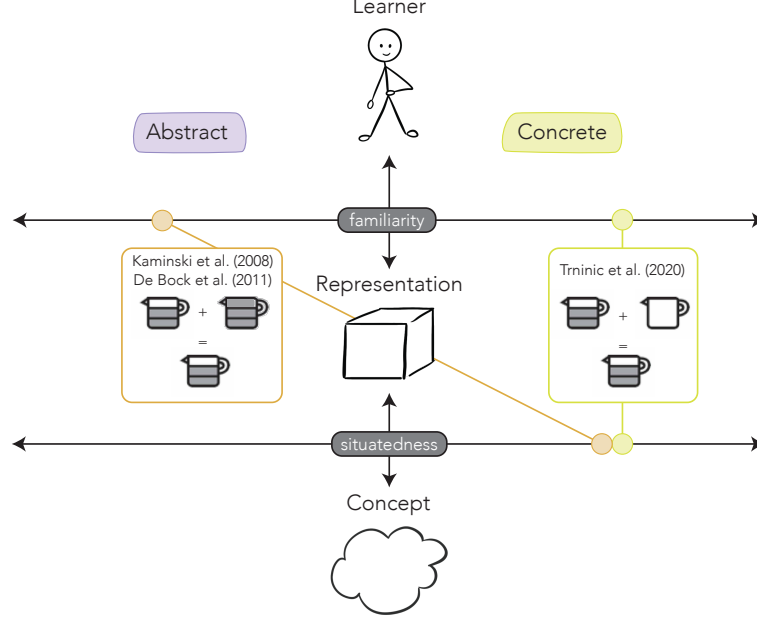 Learner
Abstract
Concrete
familiarity
Kaminski et al. (2008)
De Bock et al. (2011)
+
=
Representation
Trninic et al. (2020)
+
=
situatedness
Concept